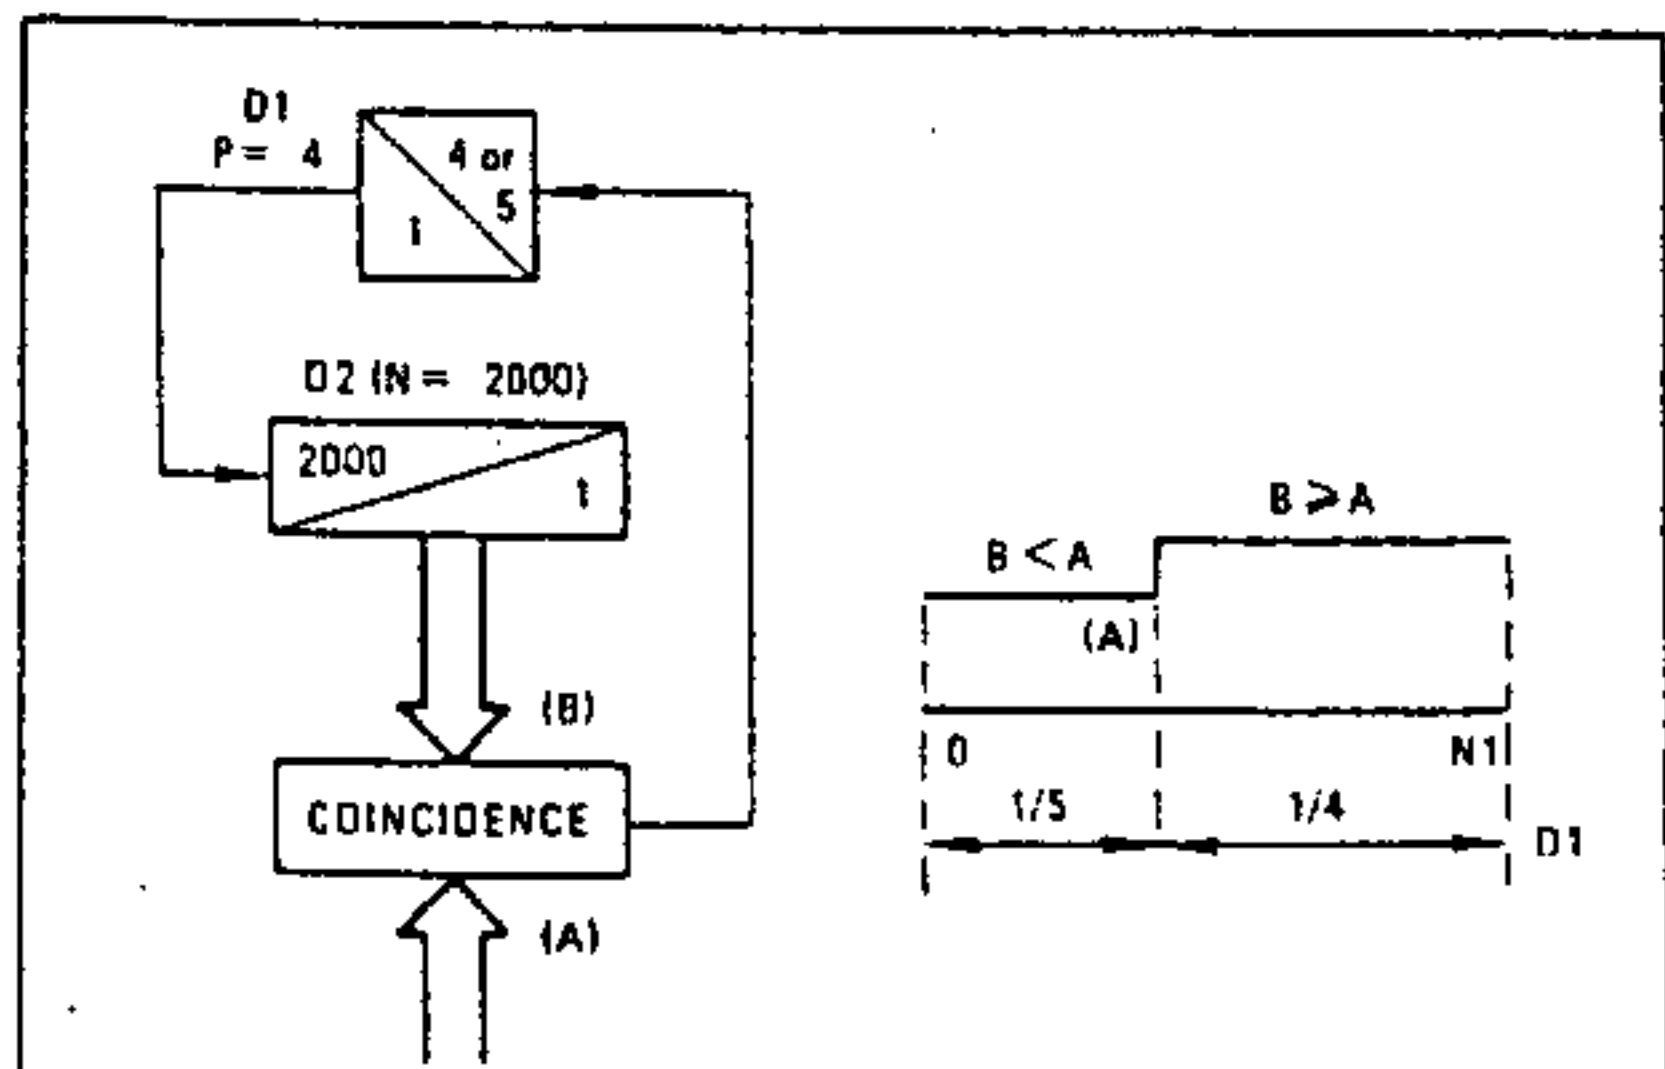 D1
P = 4
4 or
5
1
D2 (N = 2000)
2000
1
(B)
COINCIDENCE
(A)
B ⩾ A
B < A
(A)
0
N1
1/5
1/4
D1